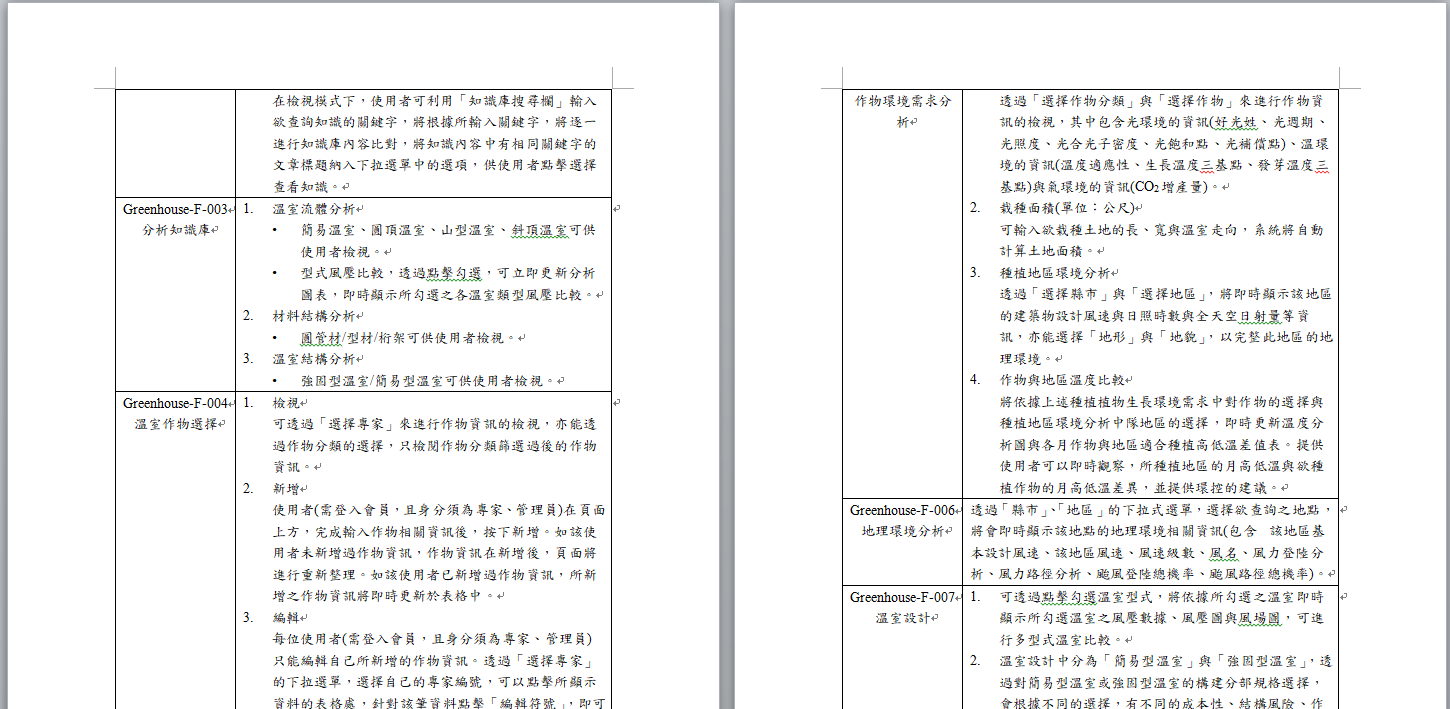 在檢視模式下，使用者可利用「知識庫搜尋欄」輸入
欲查詢知識的關鍵字，將根據所輸入關鍵字，將逐一
進行知識庫內容比對，將知識內容中有相同關鍵字的
文章標題納入下拉選單中的選項，供使用者點擊選擇
查看知識。
Greenhouse-F-003
分析知識庫
1. 溫室流體分析
• 簡易溫室、圓頂溫室、山型溫室、斜頂溫室可供
使用者檢視。
• 型式風壓比較，透過點擊勾選，可立即更新分析
圖表，即時顯示所勾選之各溫室類型風壓比較。
2. 材料結構分析
• 圓管材/型材/桁架可供使用者檢視。
3. 溫室結構分析
• 強固型溫室/簡易型溫室可供使用者檢視。
Greenhouse-F-004
溫室作物選擇
1. 檢視
可透過「選擇專家」來進行作物資訊的檢視，亦能透
過作物分類的選擇，只檢閱作物分類篩選過後的作物
資訊。
2. 新增
使用者(需登入會員，且身分須為專家、管理員)在頁面
上方，完成輸入作物相關資訊後，按下新增。如該使
用者未新增過作物資訊，作物資訊在新增後，頁面將
進行重新整理。如該使用者已新增過作物資訊，所新
增之作物資訊將即時更新於表格中。
3. 編輯
每位使用者(需登入會員，且身分須為專家、管理員)
只能編輯自己所新增的作物資訊。透過「選擇專家」
的下拉選單，選擇自己的專家編號，可以點擊所顯示
資料的表格處，針對該筆資料點擊「編輯符號」，即可
作物環境需求分
析
透過「選擇作物分類」與「選擇作物」來進行作物資
訊的檢視，其中包含光環境的資訊(好光姓、光週期、
光照度、光合光子密度、光飽和點、光補償點)、溫環
境的資訊(溫度適應性、生長溫度三基點、發芽溫度三
基點)與氣環境的資訊(CO₂增產量)。
2. 栽種面積(單位：公尺)
可輸入欲栽種土地的長、寬與溫室走向，系統將自動
計算土地面積。
3. 種植地區環境分析
透過「選擇縣市」與「選擇地區」，將即時顯示該地區
的建築物設計風速與日照時數與全天空日射量等資
訊，亦能選擇「地形」與「地貌」，以完整此地區的地
理環境。
4. 作物與地區溫度比較
將依據上述種植植物生長環境需求中對作物的選擇與
種植地區環境分析中隊地區的選擇，即時更新溫度分
析圖與各月作物與地區適合種植高低溫差值表。提供
使用者可以即時觀察，所種植地區的月高低溫與欲種
植作物的月高低溫差異，並提供環控的建議。
Greenhouse-F-006
地理環境分析
透過「縣市」、「地區」的下拉式選單，選擇欲查詢之地點，
將會即時顯示該地點的地理環境相關資訊(包含 該地區基
本設計風速、該地區風速、風速級數、風名、風力登陸分
析、風力路徑分析、颱風登陸總機率、颱風路徑總機率)。
Greenhouse-F-007
溫室設計
1. 可透過點擊勾選溫室型式，將依據所勾選之溫室即時
顯示所勾選溫室之風壓數據、風壓圖與風場圖，可進
行多型式溫室比較。
2. 溫室設計中分為「簡易型溫室」與「強固型溫室」，透
過對簡易型溫室或強固型溫室的構建分部規格選擇，
會根據不同的選擇，有不同的成本性、結構風險、作